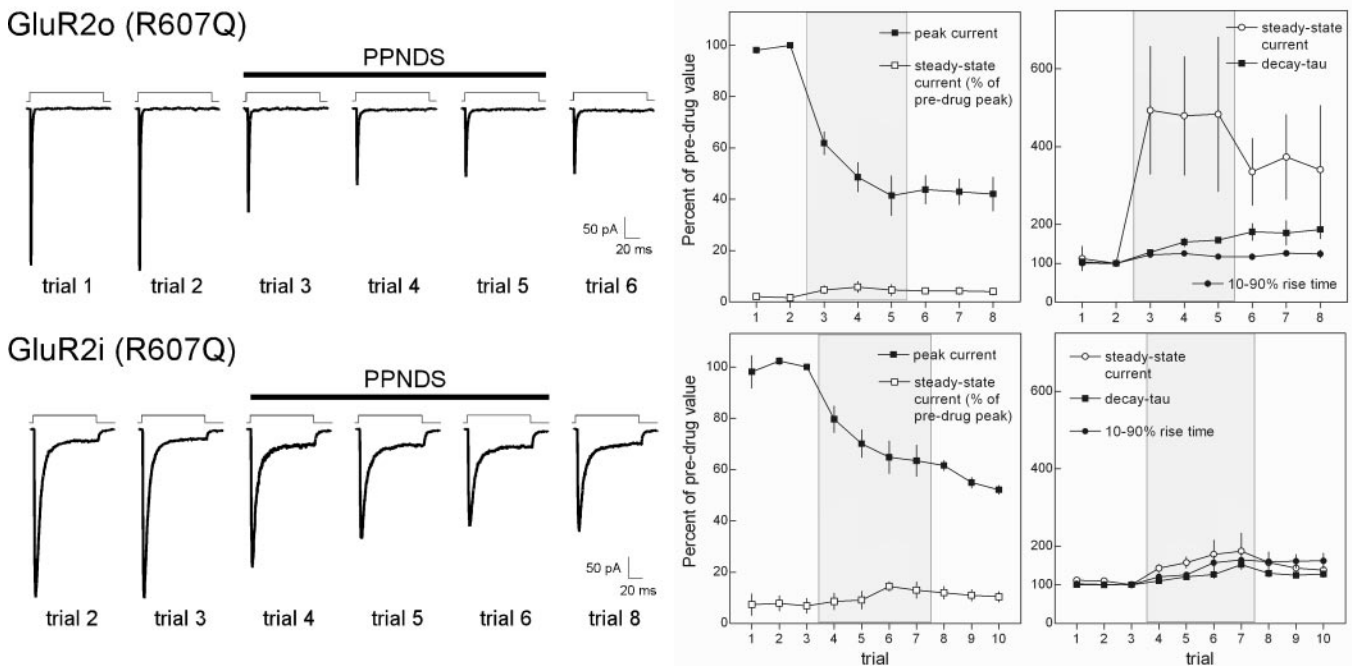 GluR2o (R607Q)
PPNDS
50 pA
20 ms
trial 1
trial 2
trial 3
trial 4
trial 5
trial 6
Percent of pre-drug value
100
80
60
40
20
0
peak current
steady-state
current (% of
pre-drug peak)
1 2 3 4 5 6 7 8
600
400
200
100
0
steady-state
current
decay-tau
10-90% rise time
1 2 3 4 5 6 7 8
GluR2i (R607Q)
PPNDS
50 pA
20 ms
trial 2
trial 3
trial 4
trial 5
trial 6
trial 8
Percent of pre-drug value
100
80
60
40
20
0
peak current
steady-state
current (% of
pre-drug peak)
1 2 3 4 5 6 7 8 9 10
trial
600
400
200
100
0
steady-state
current
decay-tau
10-90% rise time
1 2 3 4 5 6 7 8 9 10
trial